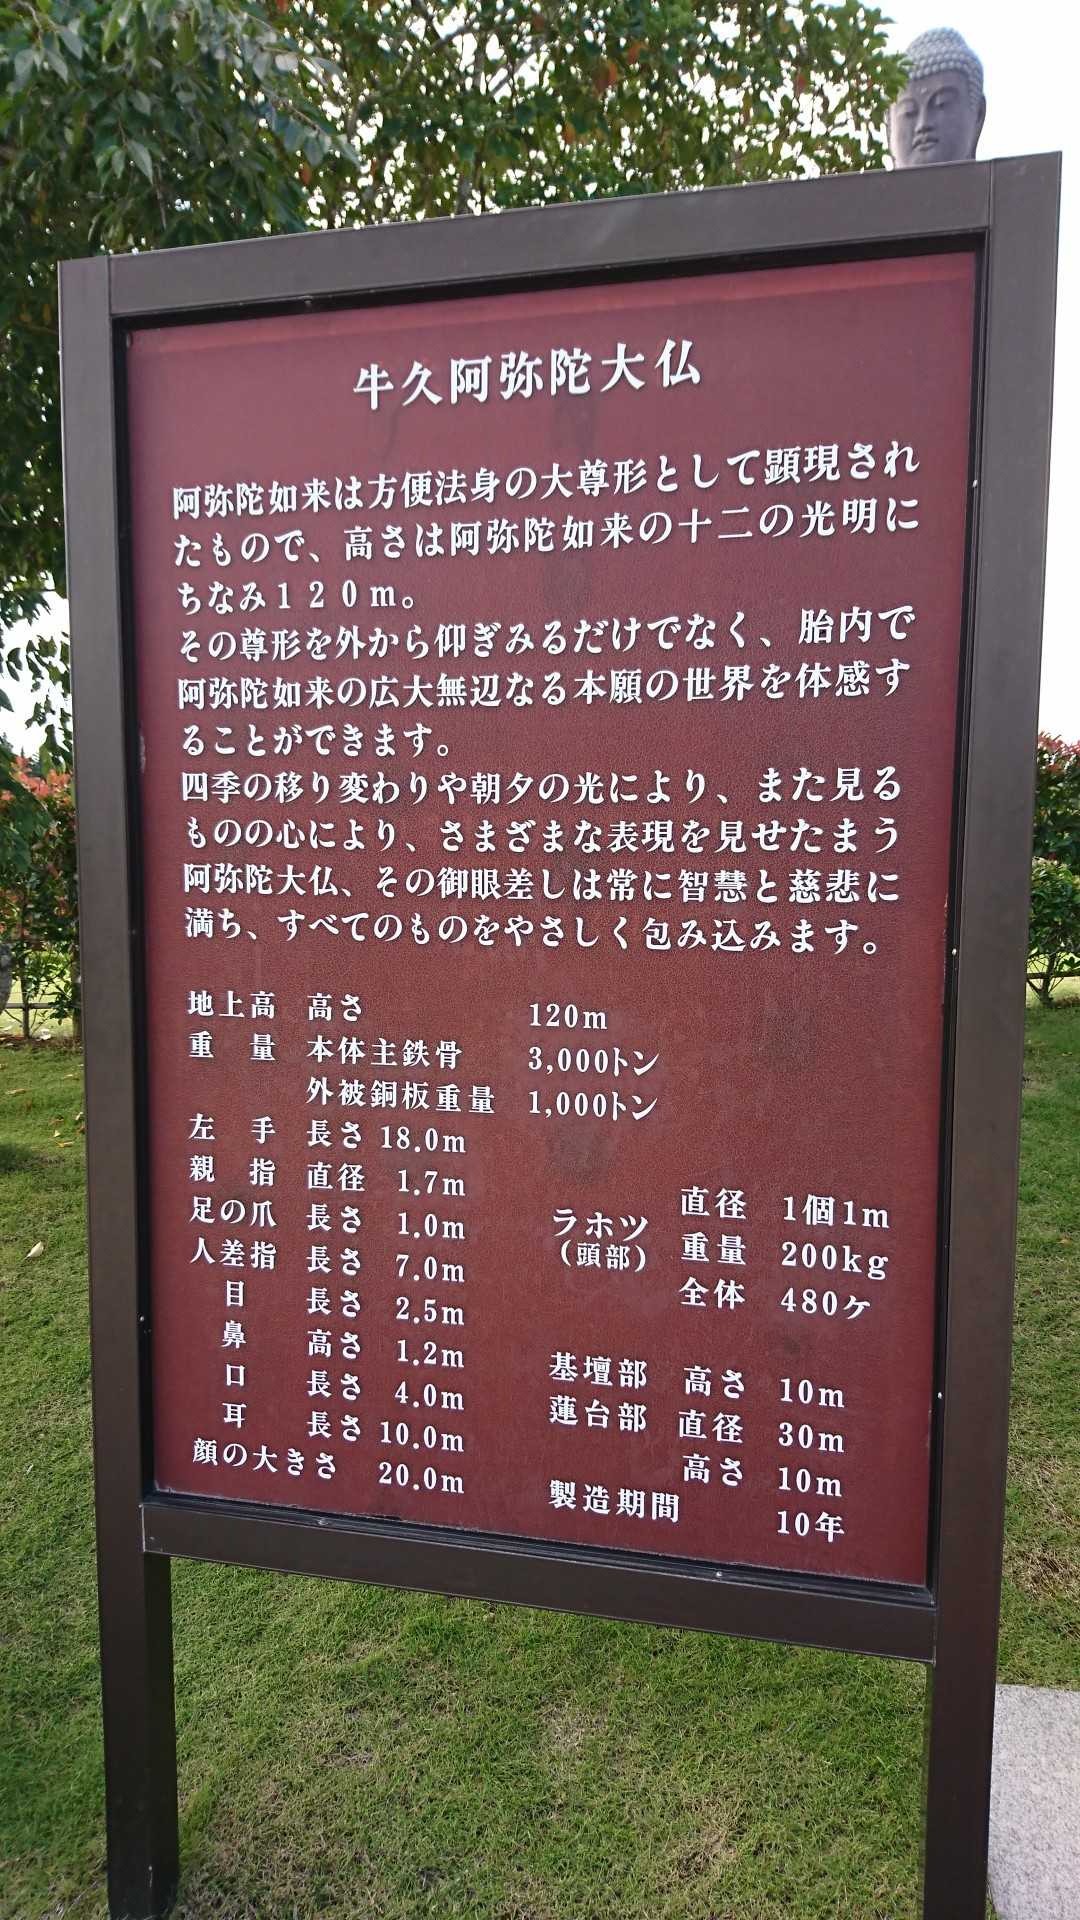 牛久阿弥陀大仏
阿弥陀如来は方便法身の大尊形として顕現され
たもので、高さは阿弥陀如来の十二の光明に
ちなみ120m。
その尊形を外から仰ぎみるだけでなく、胎内で
阿弥陀如来の広大無辺なる本願の世界を体感す
ることができます。
四季の移り変わりや朝夕の光により、また見る
ものの心により、さまざまな表現を見せたまう
阿弥陀大仏、その御眼差しは常に智慧と慈悲に
満ち、すべてのものをやさしく包み込みます。
地上高 高さ 120m
重 量 本体主鉄骨 3,000トン
外被銅板重量 1,000トン
左 手 長さ 18.0m
親 指 直径 1.7m
足の爪 長さ 1.0m
人差指 長さ 7.0m
目 長さ 2.5m
鼻 高さ 1.2m
口 長さ 4.0m
耳 長さ 10.0m
顔の大きさ 20.0m
ラホツ 直径 1個1m
(頭部) 重量 200kg
全体 480ケ
基壇部 高さ 10m
蓮台部 直径 30m
高さ 10m
製造期間 10年